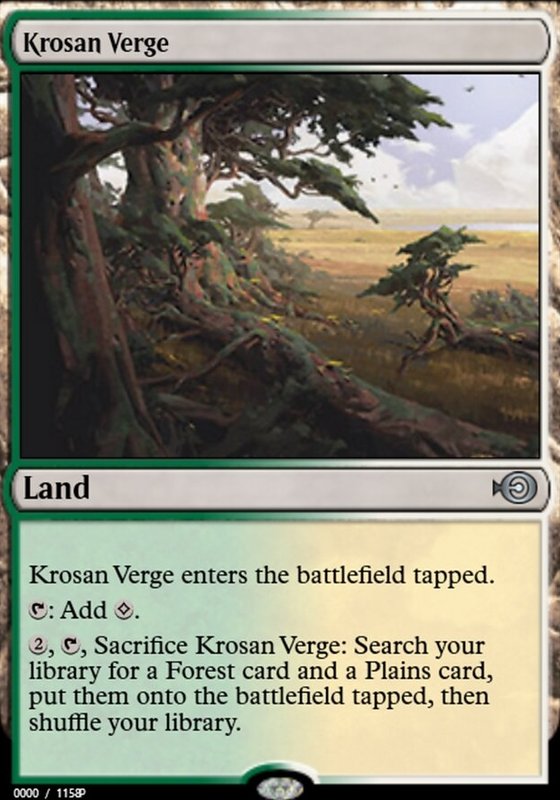 Krosan Verge
Land
Krosan Verge enters the battlefield tapped.
: Add .
2, , Sacrifice Krosan Verge: Search your
library for a Forest card and a Plains card,
put them onto the battlefield tapped, then
shuffle your library.
0000 / 1158P